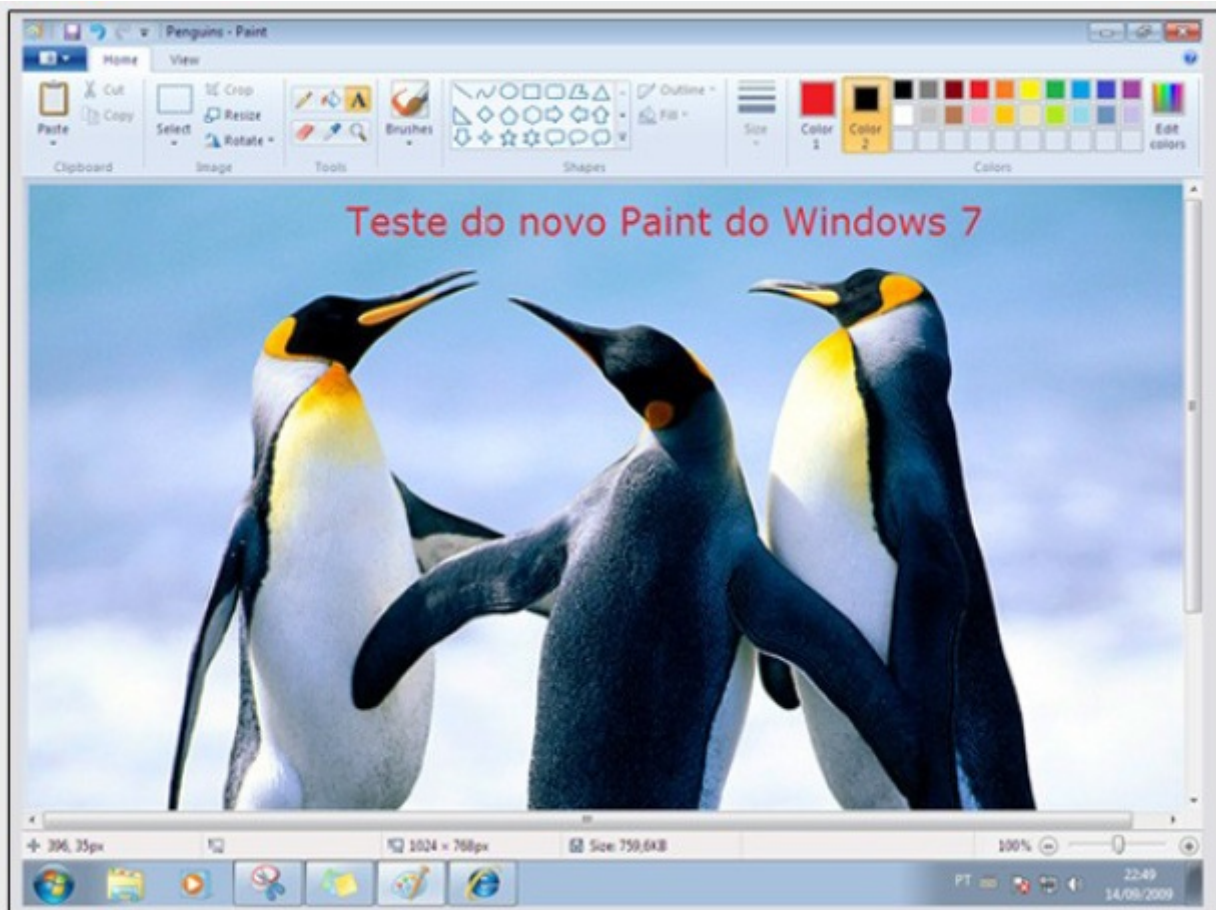 Penguins - Paint
Home View
Paste
Cut
Copy
Clipboard
Select
Crop
Resize
Rotate
Image
Tools
Brushes
Shapes
Outline
Fill
Size
Color 1
Color 2
Edit colors
Colors
Teste do novo Paint do Windows 7
396, 35px
1024 × 768px
Size: 759,6KB
100%
PT
22:49
14/09/2009